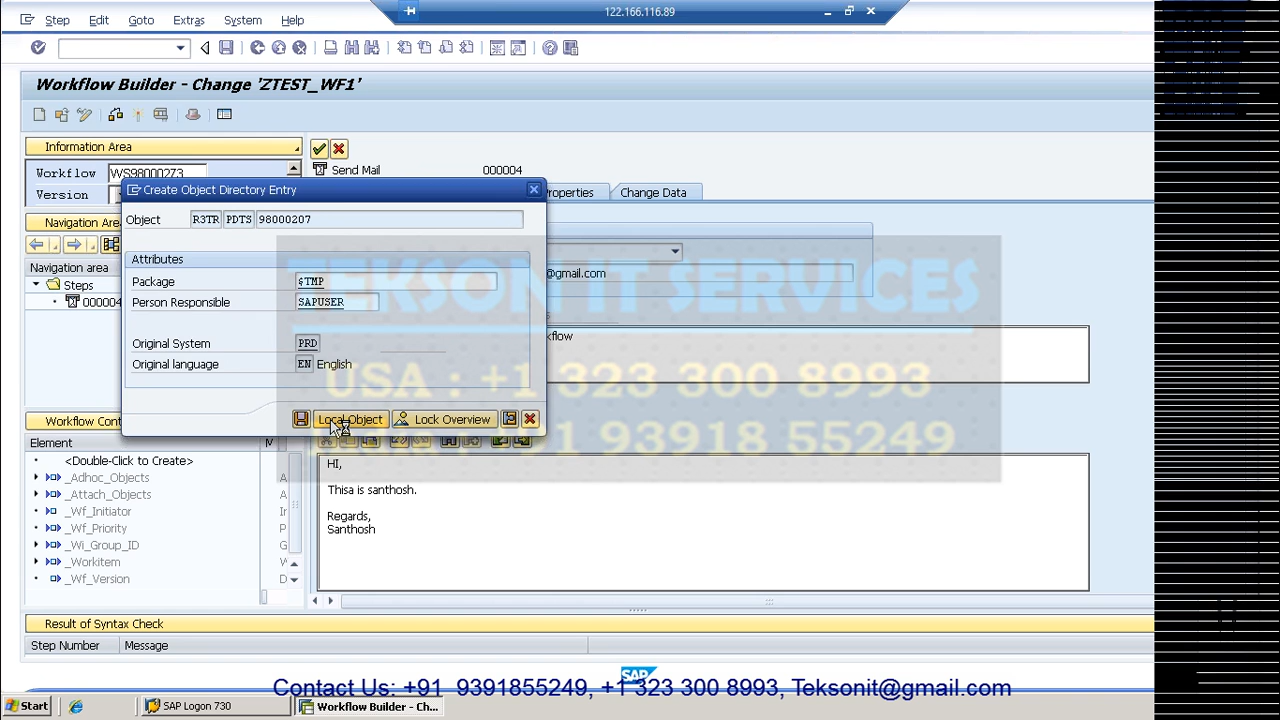 Step Edit Goto Extras System Help
122.166.116.89
Workflow Builder - Change 'ZTEST_WF1'
Information Area
Workflow WS98000273
Version
Send Mail 000004
Change Data
Create Object Directory Entry
Object R3TR PDTS 98000207
Attributes
Package $TMP
Person Responsible SAPUSER
Original System PRD
Original language EN English
Local Object Lock Overview
Navigation area
Steps
000004
@gmail.com
SERVICES
HI,
Thisa is santhosh.
Regards,
Santhosh
Element
<Double-Click to Create>
_Adhoc_Objects
_Attach_Objects
_Wf_Initiator
_Wf_Priority
_Wi_Group_ID
_Workitem
_Wf_Version
Result of Syntax Check
Step Number Message
SAP
Contact Us: +91 9391855249, +1 323 300 8993, Teksonit@gmail.com
Start SAP Logon 730 Workflow Builder - Ch...